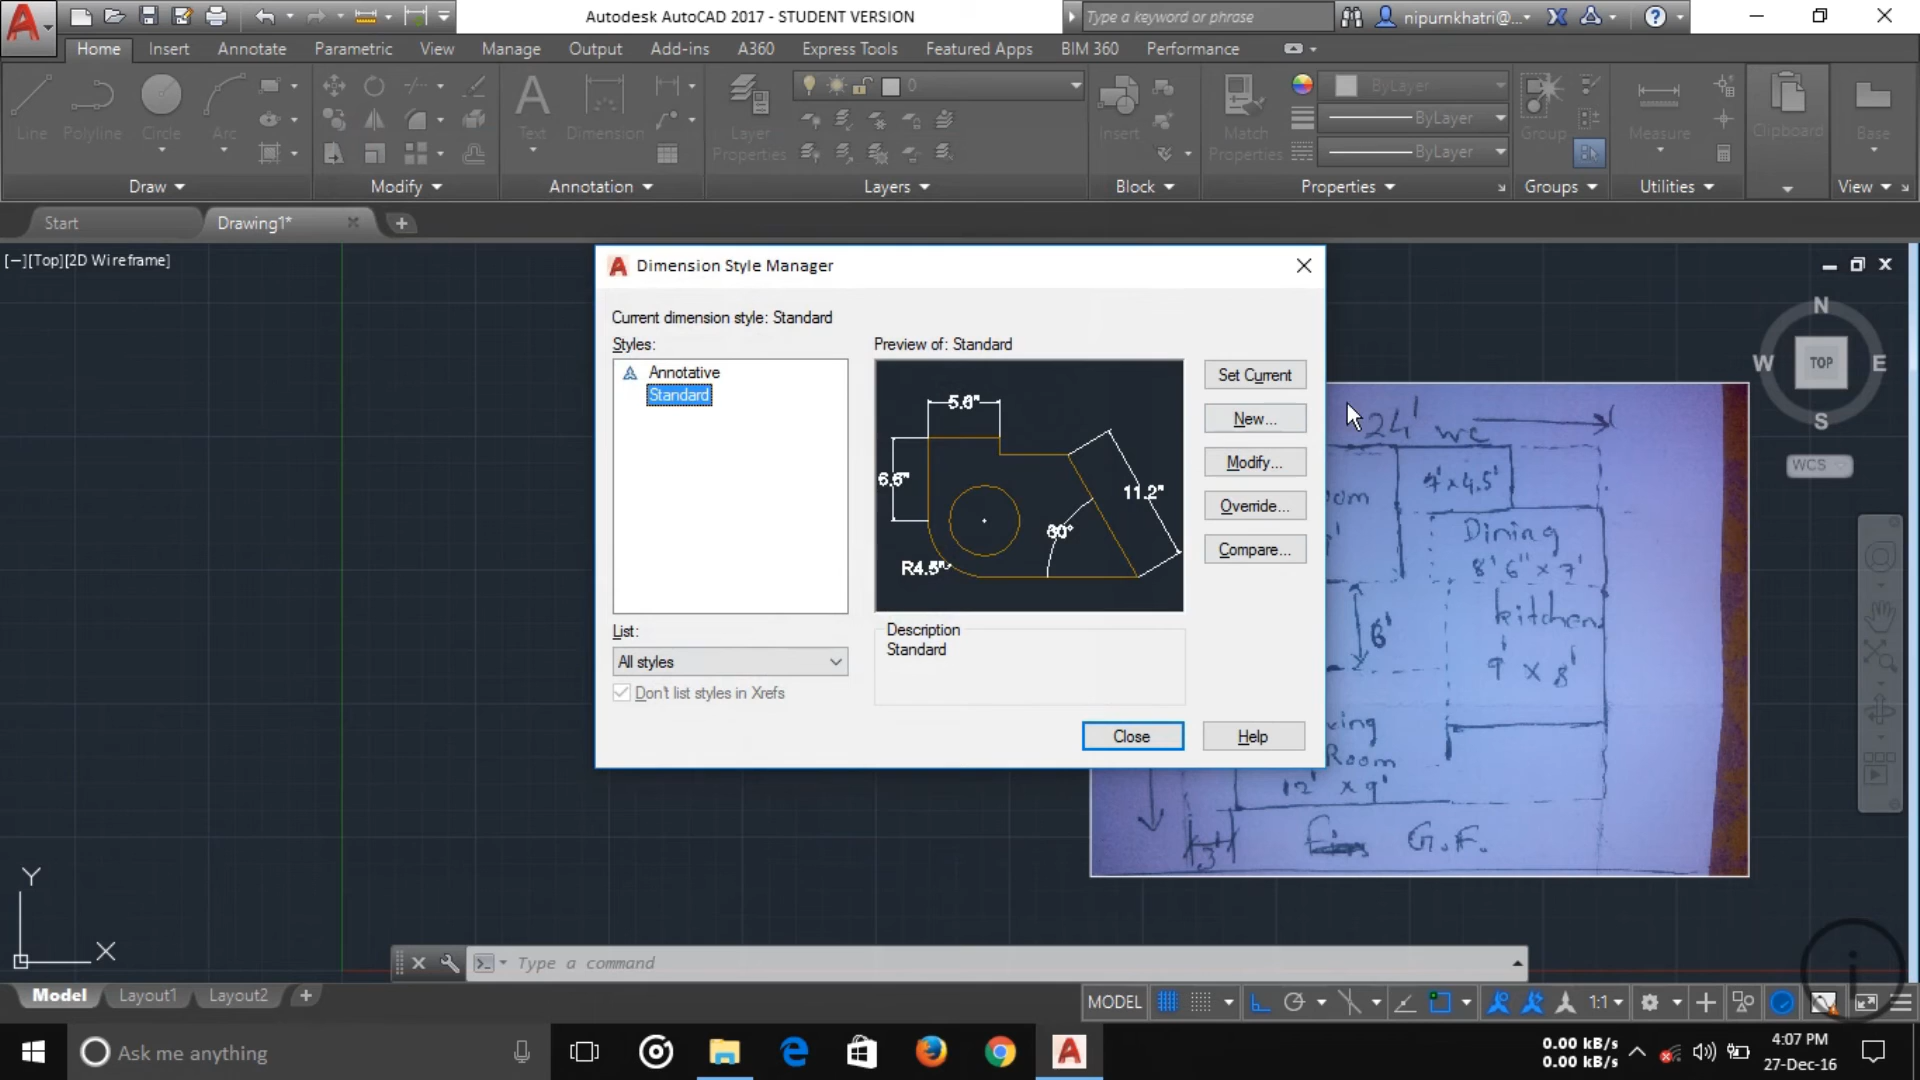 Autodesk AutoCAD 2017 - STUDENT VERSION
Type a keyword or phrase
nipurnkhatri@...
Home Insert Annotate Parametric View Manage Output Add-ins A360 Express Tools Featured Apps BIM 360 Performance
Line Polyline Circle Arc
Text Dimension
Layer Properties
0
Insert
Match Properties
ByLayer
ByLayer
ByLayer
Group
Measure
Clipboard
Base
Draw Modify Annotation Layers Block Properties Groups Utilities View
Start Drawing1*
[−][Top][2D Wireframe]
Dimension Style Manager
Current dimension style: Standard
Styles:
Annotative
Standard
Preview of: Standard
5.6"
6.6"
11.2"
60°
R4.5"
Set Current
New...
Modify...
Override...
Compare...
List:
All styles
Don't list styles in Xrefs
Description
Standard
Close
Help
N
W TOP E
S
WCS
24' wc
4' x 4.5'
Dining
8' 6" x 7'
6'
kitchen
9' x 8'
Room
12' x 9'
3'
G.F.
Y
X
Type a command
Model Layout1 Layout2
MODEL
1:1
Ask me anything
0.00 kB/s
0.00 kB/s
4:07 PM
27-Dec-16